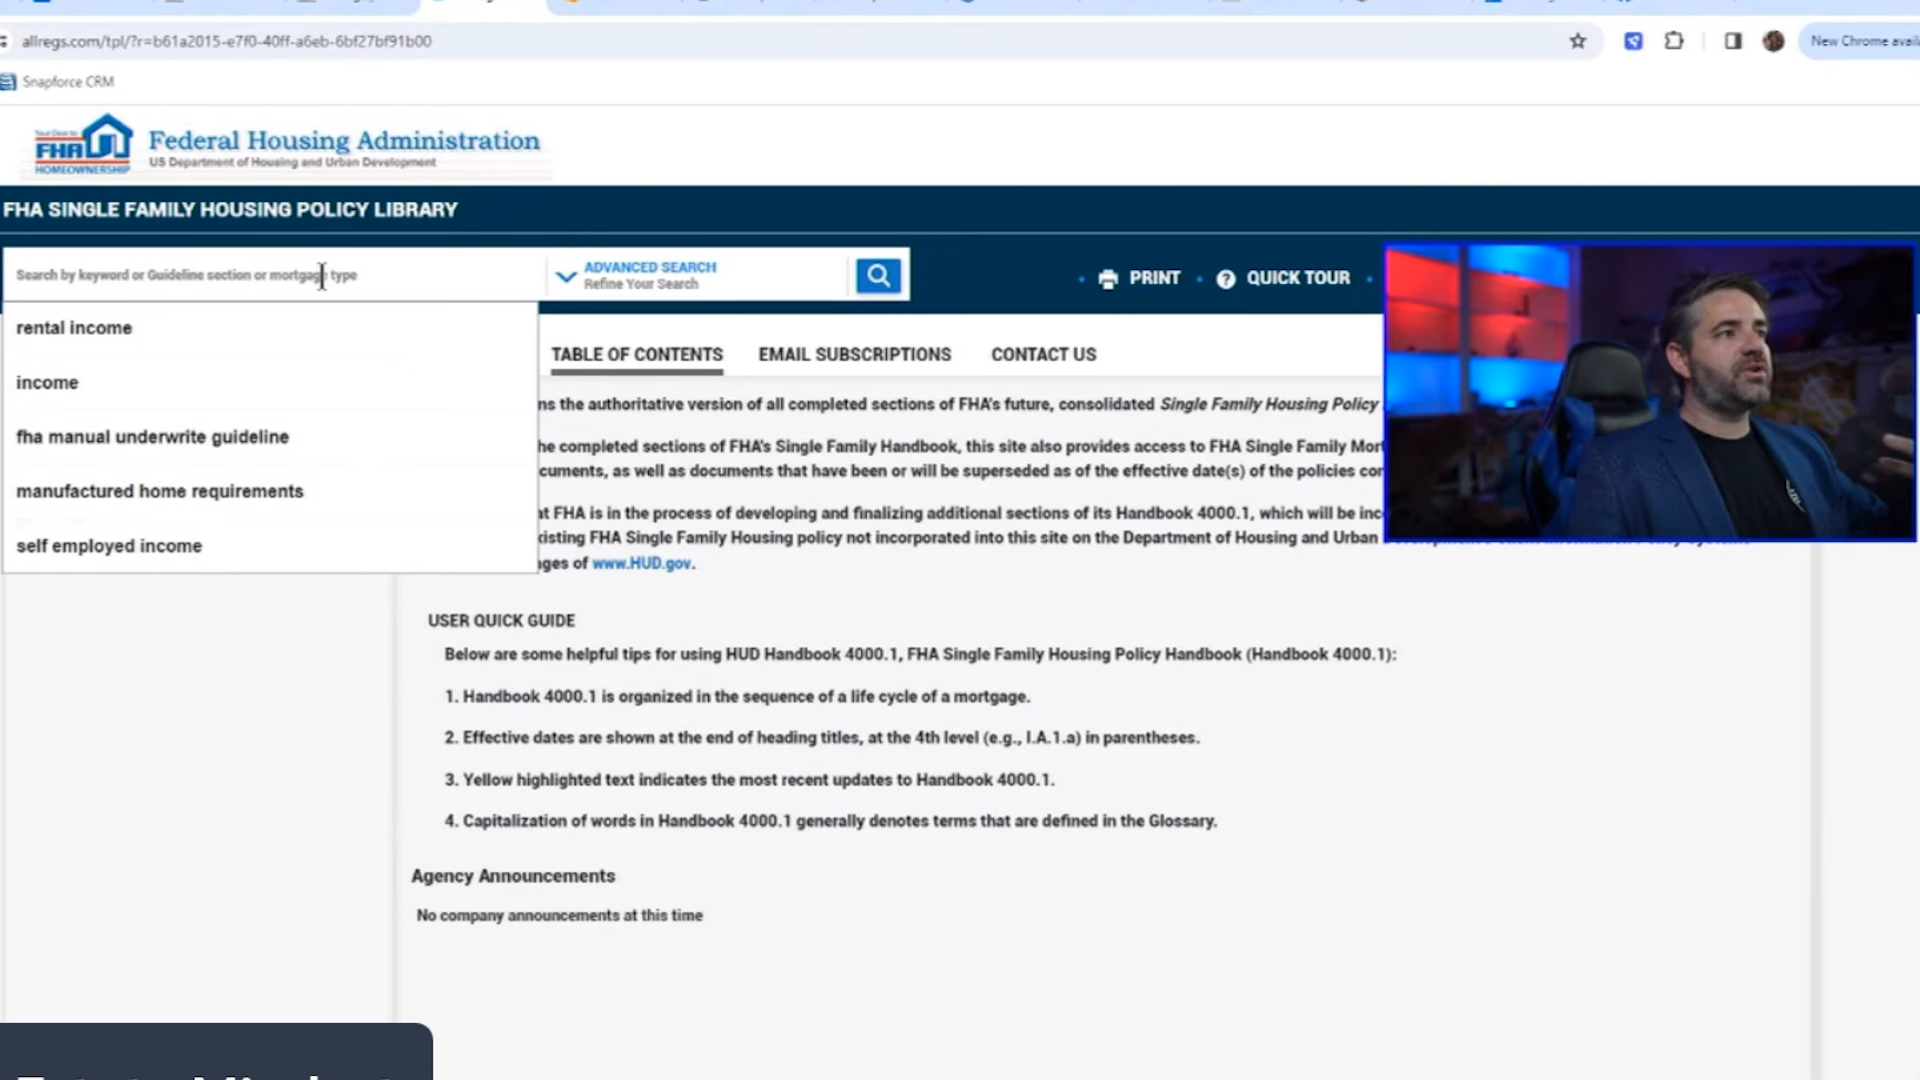 allregs.com/tpl/?r=b61a2015-e7f0-40ff-a6eb-6bf27bf91b00
New Chrome avail
Snapforce CRM
FHA
HOMEOWNERSHIP
Federal Housing Administration
US Department of Housing and Urban Development
FHA SINGLE FAMILY HOUSING POLICY LIBRARY
Search by keyword or Guideline section or mortgage type
ADVANCED SEARCH
Refine Your Search
PRINT
QUICK TOUR
rental income
income
fha manual underwrite guideline
manufactured home requirements
self employed income
TABLE OF CONTENTS
EMAIL SUBSCRIPTIONS
CONTACT US
ns the authoritative version of all completed sections of FHA's future, consolidated Single Family Housing Policy
he completed sections of FHA's Single Family Handbook, this site also provides access to FHA Single Family Mort
cuments, as well as documents that have been or will be superseded as of the effective date(s) of the policies con
at FHA is in the process of developing and finalizing additional sections of its Handbook 4000.1, which will be inc
xisting FHA Single Family Housing policy not incorporated into this site on the Department of Housing and Urban
ages of www.HUD.gov.
USER QUICK GUIDE
Below are some helpful tips for using HUD Handbook 4000.1, FHA Single Family Housing Policy Handbook (Handbook 4000.1):
1. Handbook 4000.1 is organized in the sequence of a life cycle of a mortgage.
2. Effective dates are shown at the end of heading titles, at the 4th level (e.g., I.A.1.a) in parentheses.
3. Yellow highlighted text indicates the most recent updates to Handbook 4000.1.
4. Capitalization of words in Handbook 4000.1 generally denotes terms that are defined in the Glossary.
Agency Announcements
No company announcements at this time